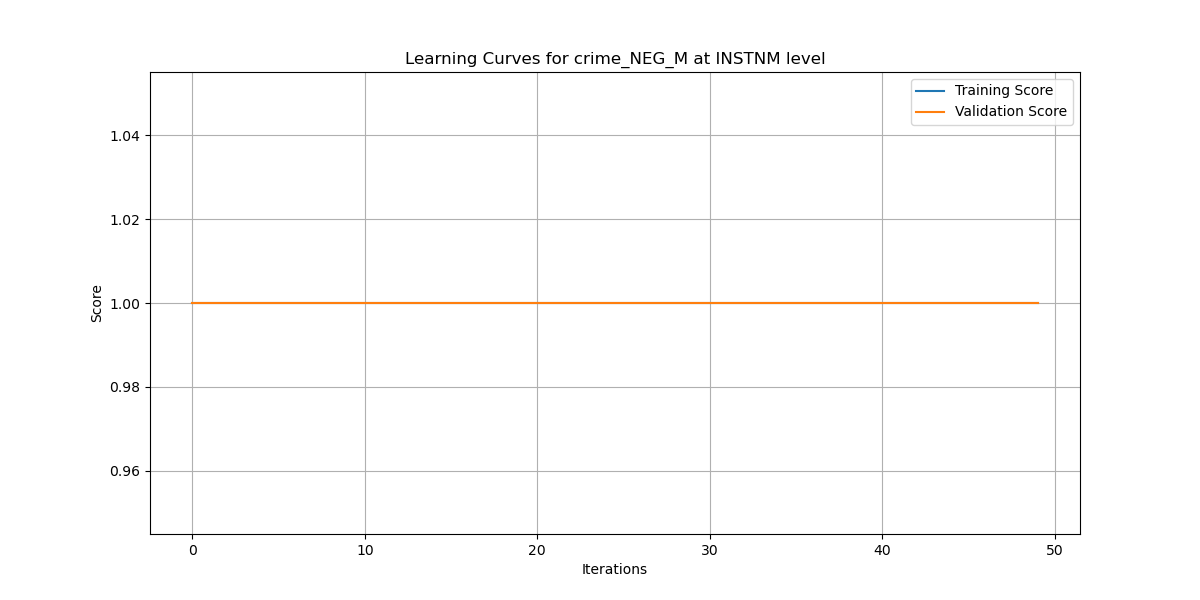 Learning Curves for crime_NEG_M at INSTNM level
Training Score
Validation Score
1.04
1.02
1.00
0.98
0.96
Score
0 10 20 30 40 50
Iterations